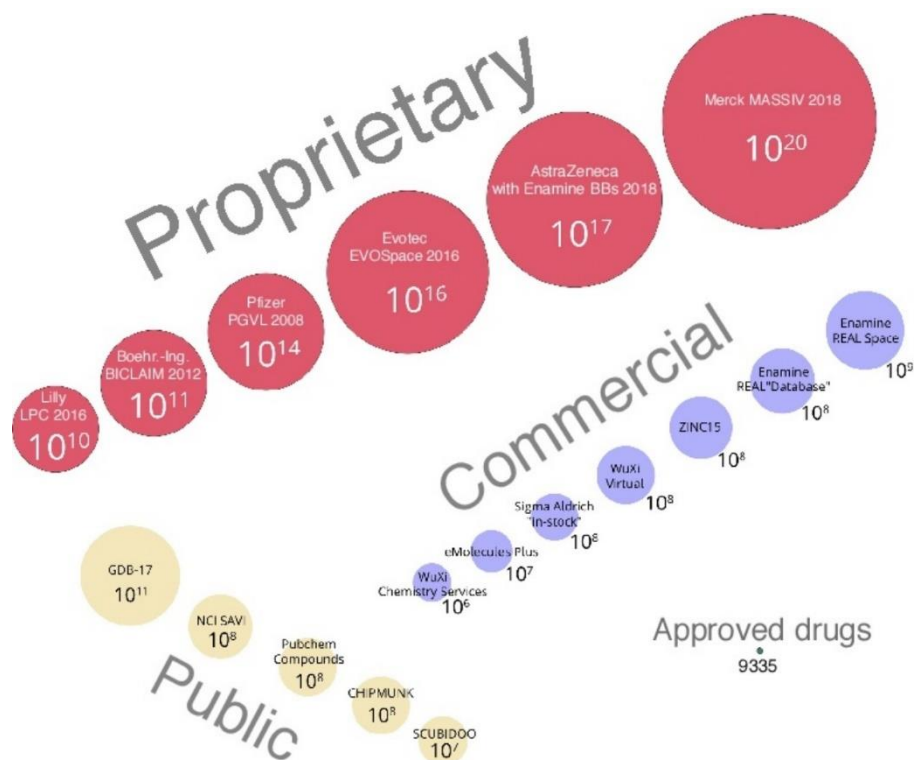 Proprietary
Merck MASSIV 2018
10²⁰
AstraZeneca
with Enamine BBs 2018
10¹⁷
Evotec
EVOSpace 2016
10¹⁶
Pfizer
PGVL 2008
10¹⁴
Boehr.-Ing.
BICLAIM 2012
10¹¹
Lilly
LPC 2016
10¹⁰
Commercial
Enamine
REAL Space
10⁹
Enamine
REAL"Database"
10⁸
ZINC15
10⁸
WuXi
Virtual
10⁸
Sigma Aldrich
"in-stock"
10⁸
eMolecules Plus
10⁷
WuXi
Chemistry Services
10⁶
GDB-17
10¹¹
NCI SAVI
10⁸
Pubchem
Compounds
10⁸
CHIPMUNK
10⁸
SCUBIDOO
10⁷
Public
Approved drugs
9335